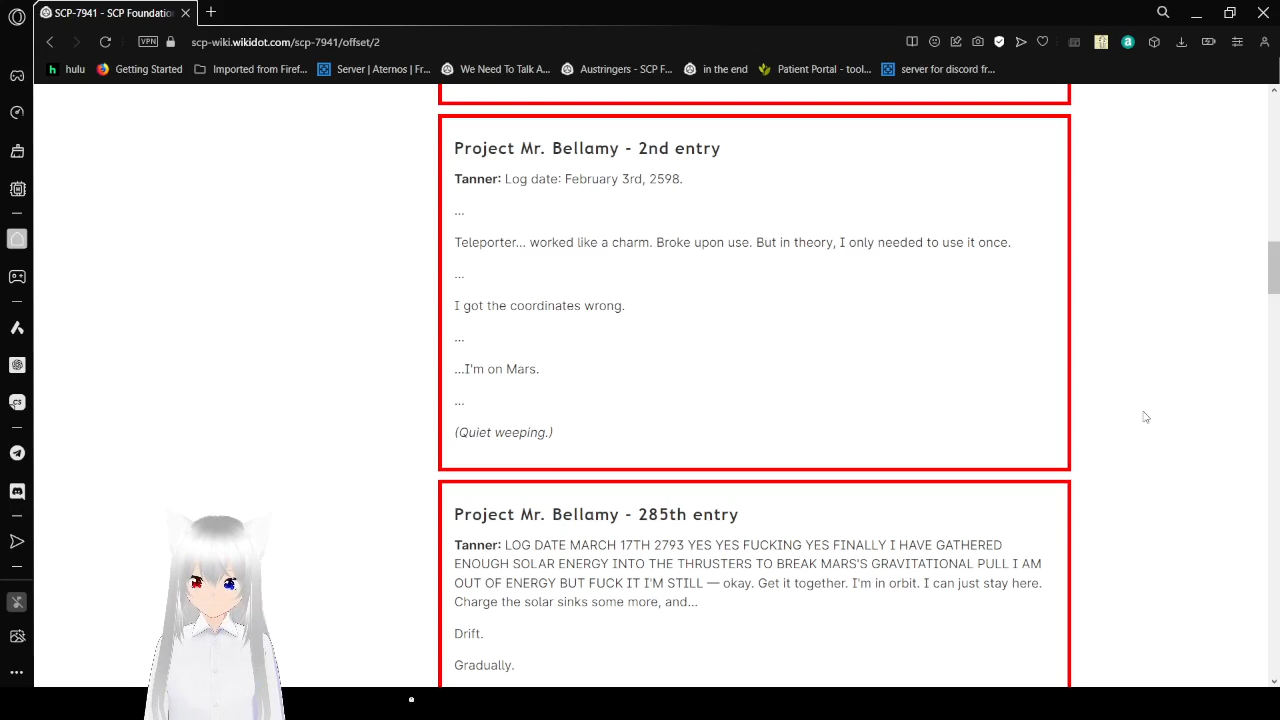 SCP-7941 - SCP Foundatio
scp-wiki.wikidot.com/scp-7941/offset/2
VPN
hulu
Getting Started
Imported from Firef...
Server | Aternos | Fr...
We Need To Talk A...
Austringers - SCP F...
in the end
Patient Portal - tool...
server for discord fr...
Project Mr. Bellamy - 2nd entry
Tanner: Log date: February 3rd, 2598.
...
Teleporter... worked like a charm. Broke upon use. But in theory, I only needed to use it once.
...
I got the coordinates wrong.
...
...I'm on Mars.
...
(Quiet weeping.)
Project Mr. Bellamy - 285th entry
Tanner: LOG DATE MARCH 17TH 2793 YES YES FUCKING YES FINALLY I HAVE GATHERED
ENOUGH SOLAR ENERGY INTO THE THRUSTERS TO BREAK MARS'S GRAVITATIONAL PULL I AM
OUT OF ENERGY BUT FUCK IT I'M STILL — okay. Get it together. I'm in orbit. I can just stay here.
Charge the solar sinks some more, and...
Drift.
Gradually.